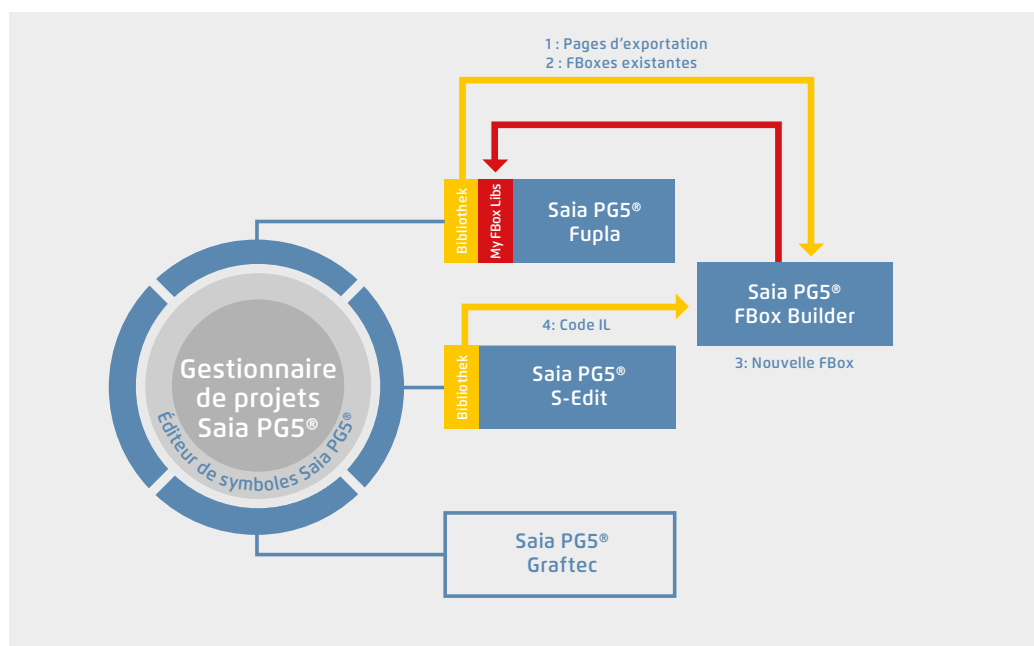 1 : Pages d'exportation
2 : FBoxes existantes
Bibliothek
My FBox Libs
Saia PG5®
Fupla
Saia PG5®
FBox Builder
4: Code IL
3: Nouvelle FBox
Bibliothek
Saia PG5®
S-Edit
Gestionnaire
de projets
Saia PG5®
Éditeur de symboles Saia PG5®
Saia PG5®
Graftec